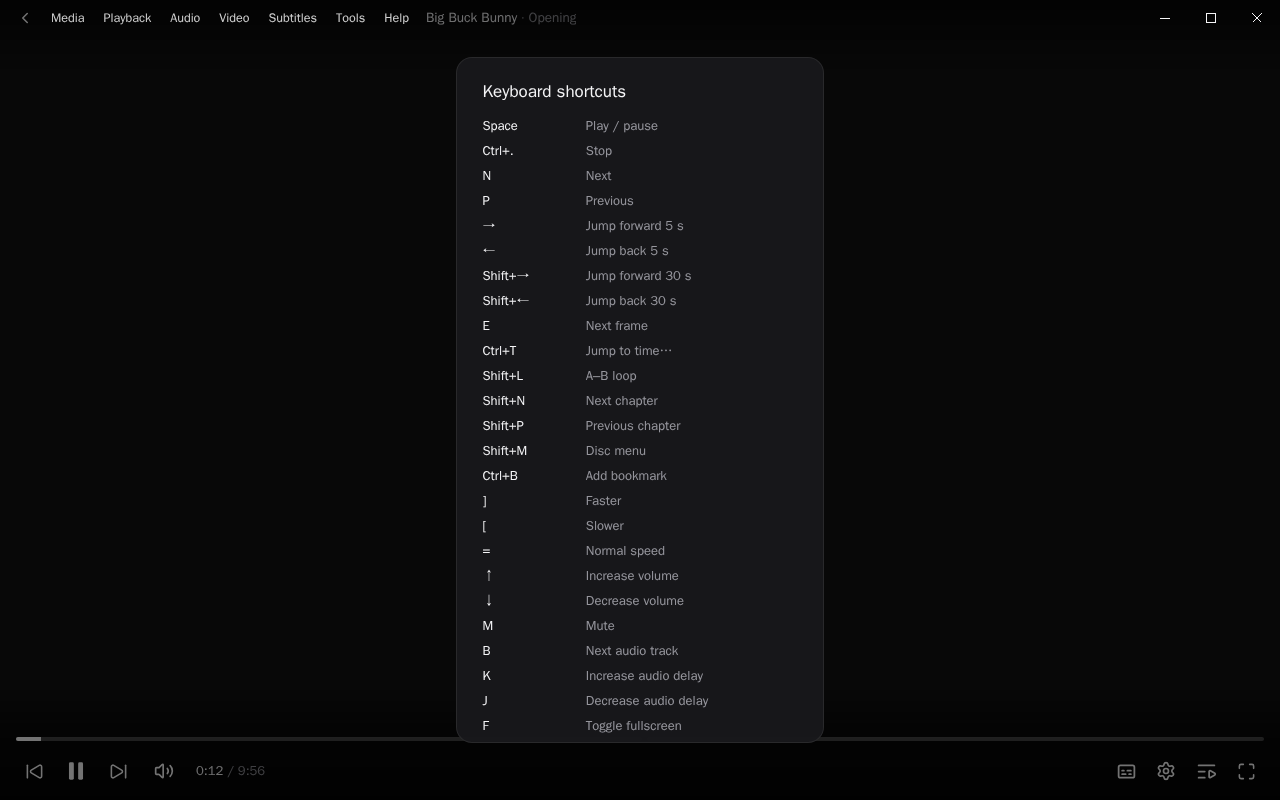 Media Playback Audio Video Subtitles Tools Help Big Buck Bunny · Opening
Keyboard shortcuts
Space Play / pause
Ctrl+. Stop
N Next
P Previous
→ Jump forward 5 s
← Jump back 5 s
Shift+→ Jump forward 30 s
Shift+← Jump back 30 s
E Next frame
Ctrl+T Jump to time…
Shift+L A–B loop
Shift+N Next chapter
Shift+P Previous chapter
Shift+M Disc menu
Ctrl+B Add bookmark
] Faster
[ Slower
= Normal speed
↑ Increase volume
↓ Decrease volume
M Mute
B Next audio track
K Increase audio delay
J Decrease audio delay
F Toggle fullscreen
0:12 / 9:56